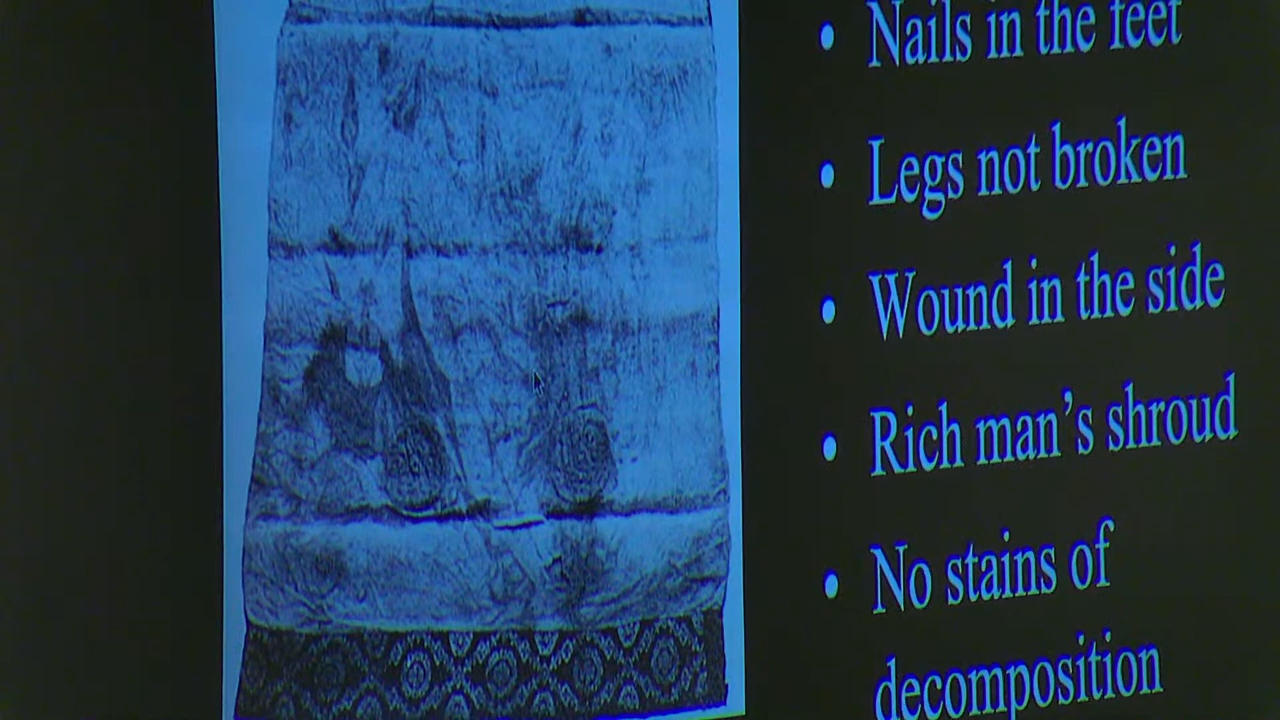 • Nails in the feet
• Legs not broken
• Wound in the side
• Rich man's shroud
• No stains of
decomposition